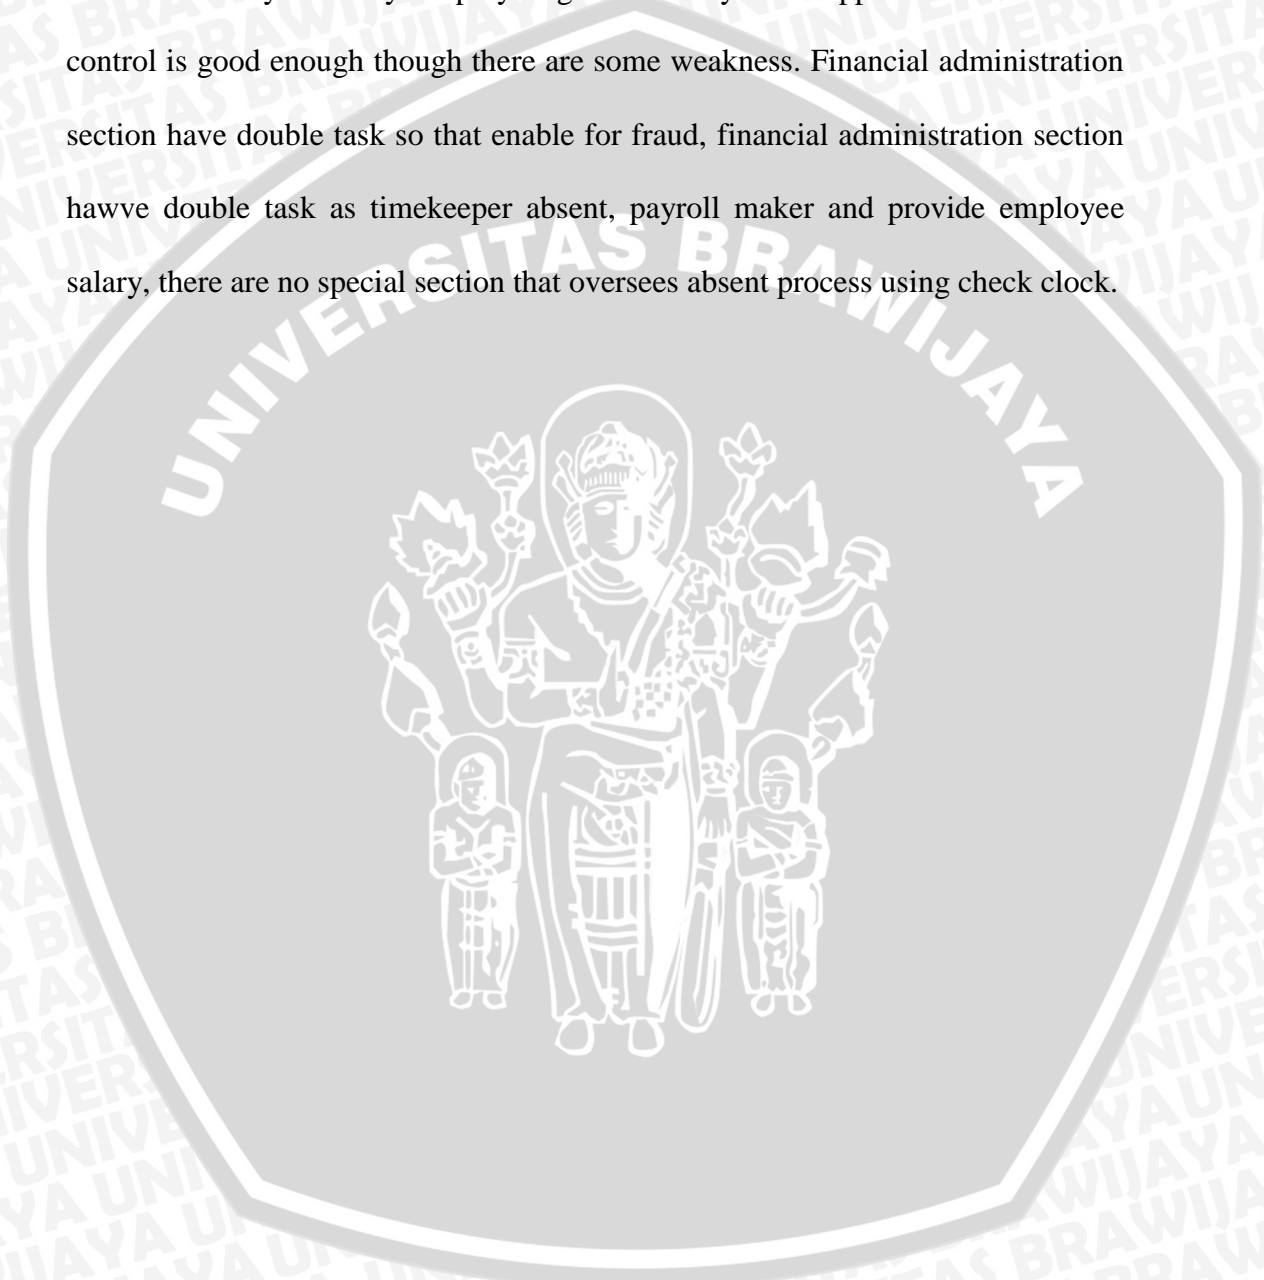 control is good enough though there are some weakness. Financial administration
section have double task so that enable for fraud, financial administration section
hawve double task as timekeeper absent, payroll maker and provide employee
salary, there are no special section that oversees absent process using check clock.
UNIVERSITAS BRAWIJAYA